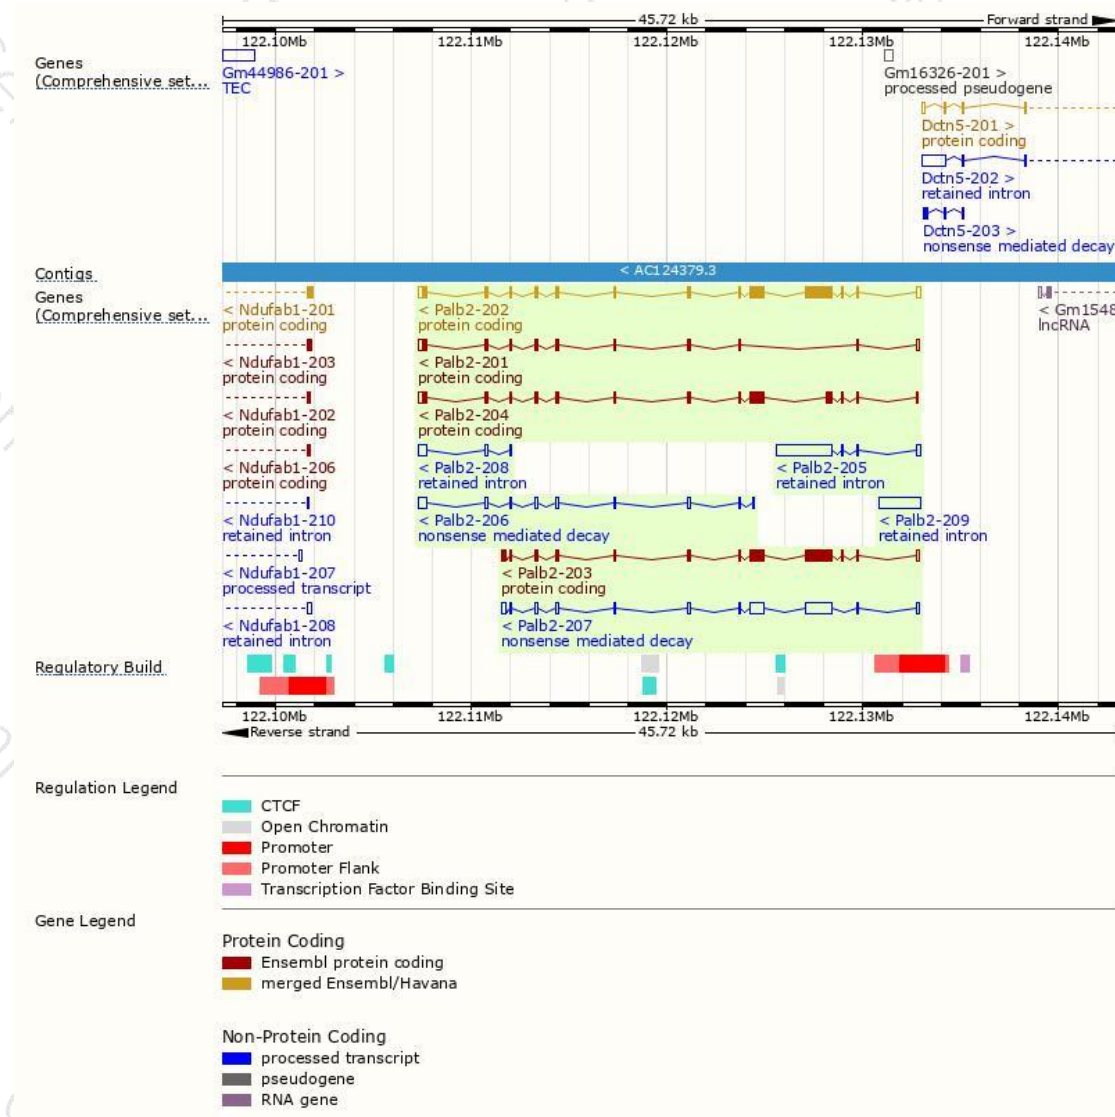 45.72 kb Forward strand
122.10Mb 122.11Mb 122.12Mb 122.13Mb 122.14Mb
Genes
(Comprehensive set...
Gm44986-201 >
TEC
Gm16326-201 >
processed pseudogene
Dctn5-201 >
protein coding
Dctn5-202 >
retained intron
Dctn5-203 >
nonsense mediated decay
Contigs
< AC124379.3
Genes
(Comprehensive set...
< Ndufab1-201 < Palb2-202 < Gm1548
protein coding protein coding lncRNA
< Ndufab1-203 < Palb2-201
protein coding protein coding
< Ndufab1-202 < Palb2-204
protein coding protein coding
< Ndufab1-206 < Palb2-208 < Palb2-205
protein coding retained intron retained intron
< Ndufab1-210 < Palb2-206 < Palb2-209
retained intron nonsense mediated decay retained intron
< Ndufab1-207 < Palb2-203
processed transcript protein coding
< Ndufab1-208 < Palb2-207
retained intron nonsense mediated decay
Regulatory Build
122.10Mb 122.11Mb 122.12Mb 122.13Mb 122.14Mb
Reverse strand 45.72 kb
Regulation Legend
CTCF
Open Chromatin
Promoter
Promoter Flank
Transcription Factor Binding Site
Gene Legend
Protein Coding
Ensembl protein coding
merged Ensembl/Havana
Non-Protein Coding
processed transcript
pseudogene
RNA gene